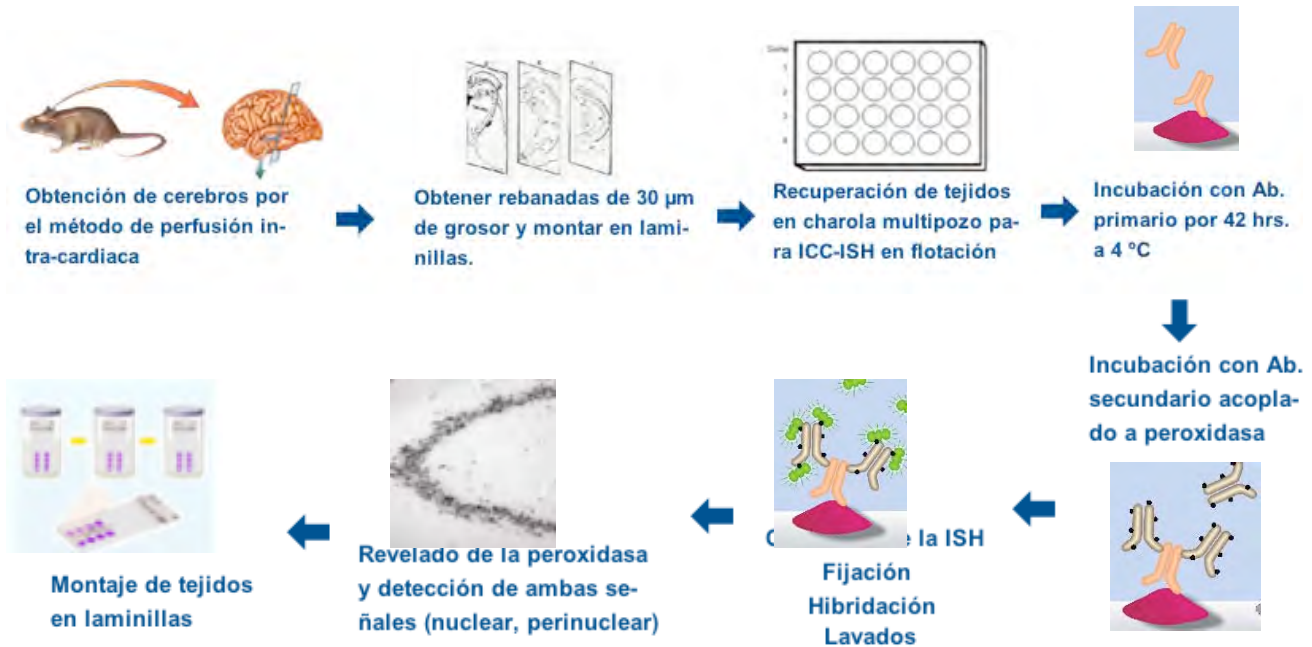 Obtención de cerebros por
el método de perfusión in-
tra-cardiaca
Obtener rebanadas de 30 µm
de grosor y montar en lami-
nillas.
Recuperación de tejidos
en charola multipozo pa-
ra ICC-ISH en flotación
Incubación con Ab.
primario por 42 hrs.
a 4 ºC
Incubación con Ab.
secundario acopla-
do a peroxidasa
la ISH
Fijación
Hibridación
Lavados
Revelado de la peroxidasa
y detección de ambas se-
ñales (nuclear, perinuclear)
Montaje de tejidos
en laminillas